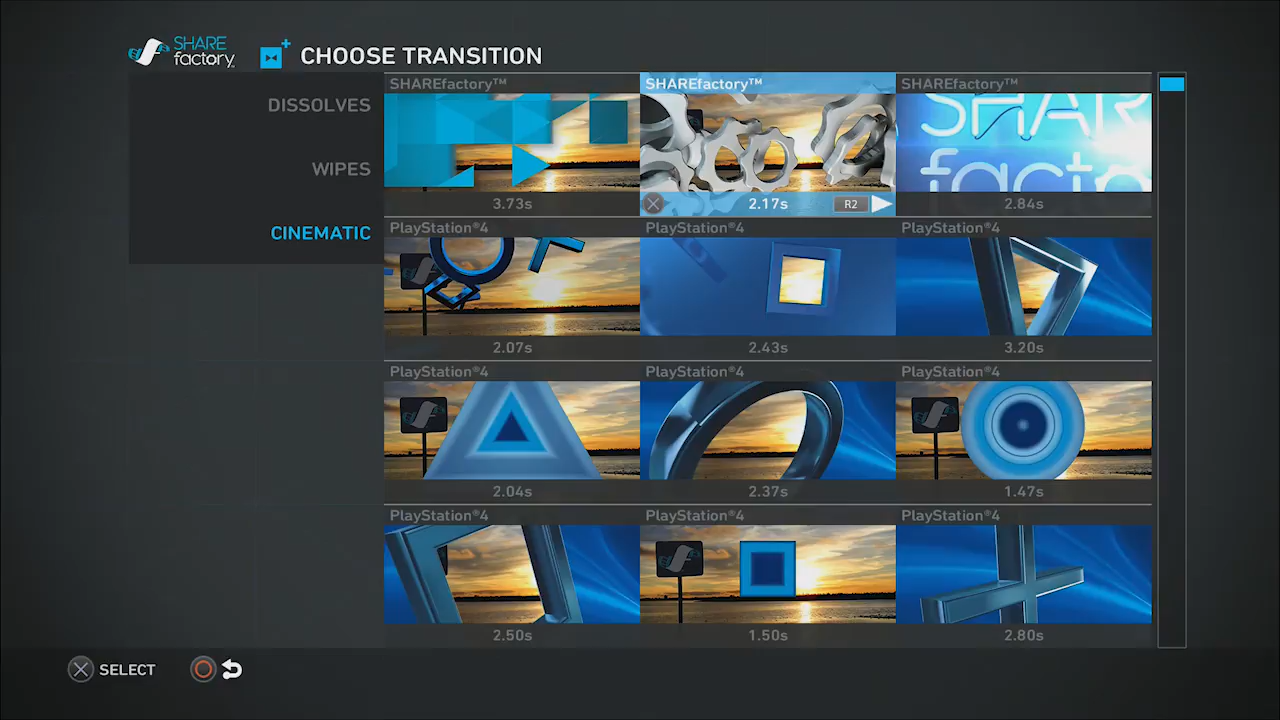 SHARE
factory™
CHOOSE TRANSITION
DISSOLVES
WIPES
CINEMATIC
SHAREfactory™
SHAREfactory™
SHAREfactory™
SHAR
factory
3.73s
2.17s
R2
2.84s
PlayStation®4
PlayStation®4
PlayStation®4
2.07s
2.43s
3.20s
PlayStation®4
PlayStation®4
PlayStation®4
2.04s
2.37s
1.47s
PlayStation®4
PlayStation®4
PlayStation®4
2.50s
1.50s
2.80s
SELECT